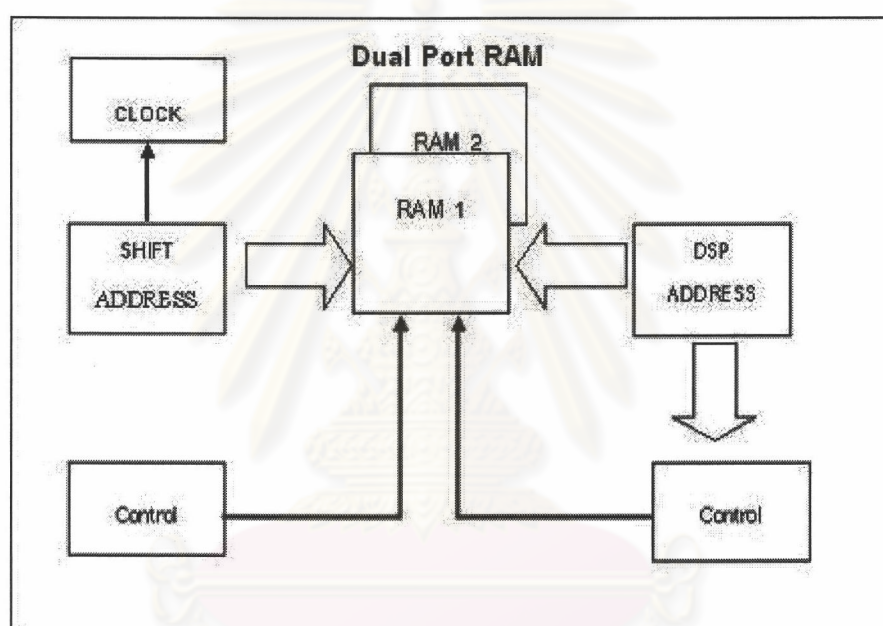 Dual Port RAM
CLOCK
RAM 2
RAM 1
SHIFT
ADDRESS
DSP
ADDRESS
Control
Control